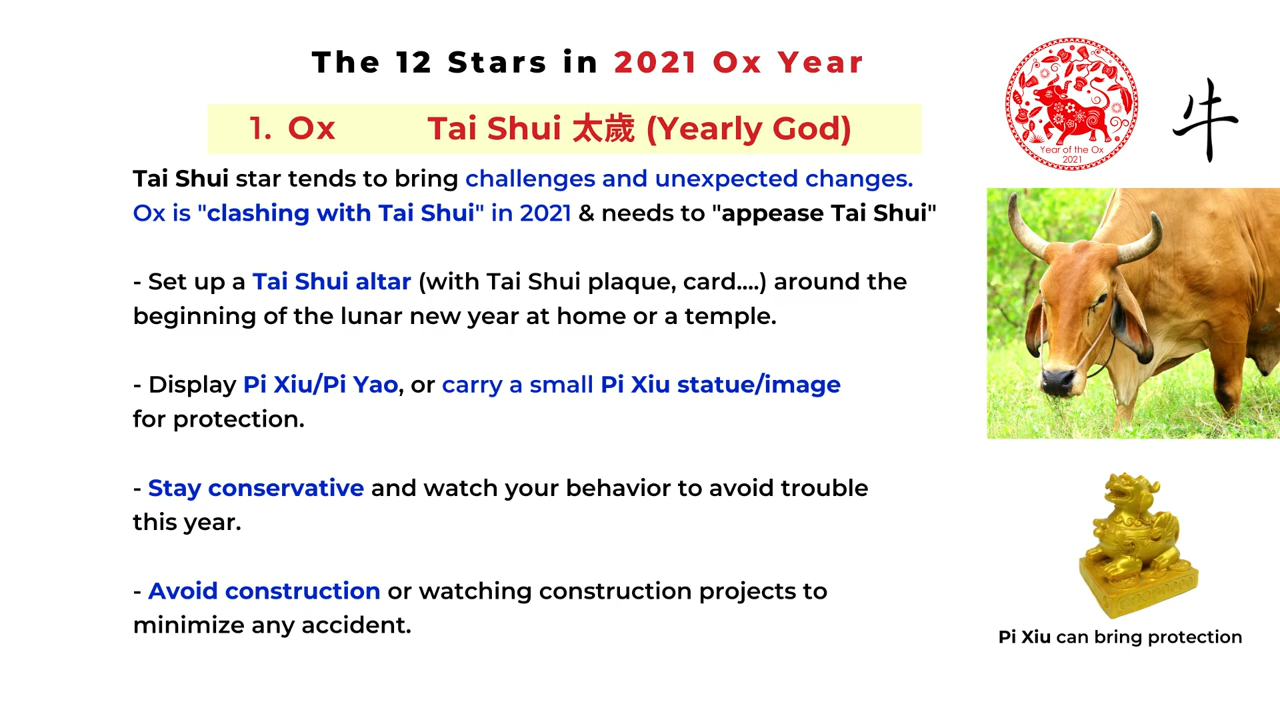 The 12 Stars in 2021 Ox Year
1. Ox Tai Shui 太歲 (Yearly God)
Tai Shui star tends to bring challenges and unexpected changes.
Ox is "clashing with Tai Shui" in 2021 & needs to "appease Tai Shui"
- Set up a Tai Shui altar (with Tai Shui plaque, card....) around the
beginning of the lunar new year at home or a temple.
- Display Pi Xiu/Pi Yao, or carry a small Pi Xiu statue/image
for protection.
- Stay conservative and watch your behavior to avoid trouble
this year.
- Avoid construction or watching construction projects to
minimize any accident.
Year of the Ox
2021
牛
Pi Xiu can bring protection